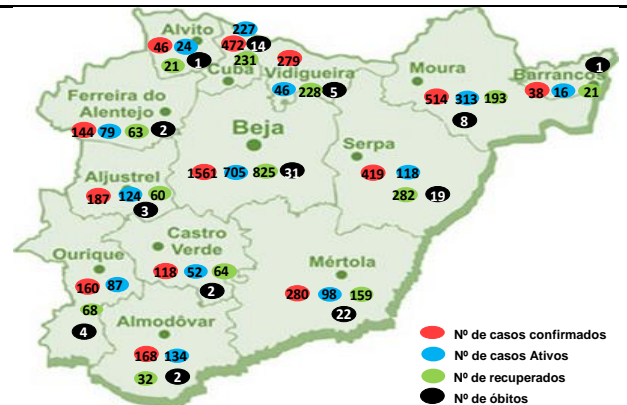 Alvito
46 24
21 1
227
472 14
231
Cuba
279
Vidigueira
46 228 5
Moura
514 313 193
8
1
Barrancos
38 16 21
Ferreira do
Alentejo
144 79 63 2
Beja
1561 705 825 31
Serpa
419 118
282 19
Aljustrel
187 124 60
3
Castro
Verde
118 52 64
2
Ourique
160 87
68
4
Mértola
280 98 159
22
Almodôvar
168 134
32 2
Nº de casos confirmados
Nº de casos Ativos
Nº de recuperados
Nº de óbitos